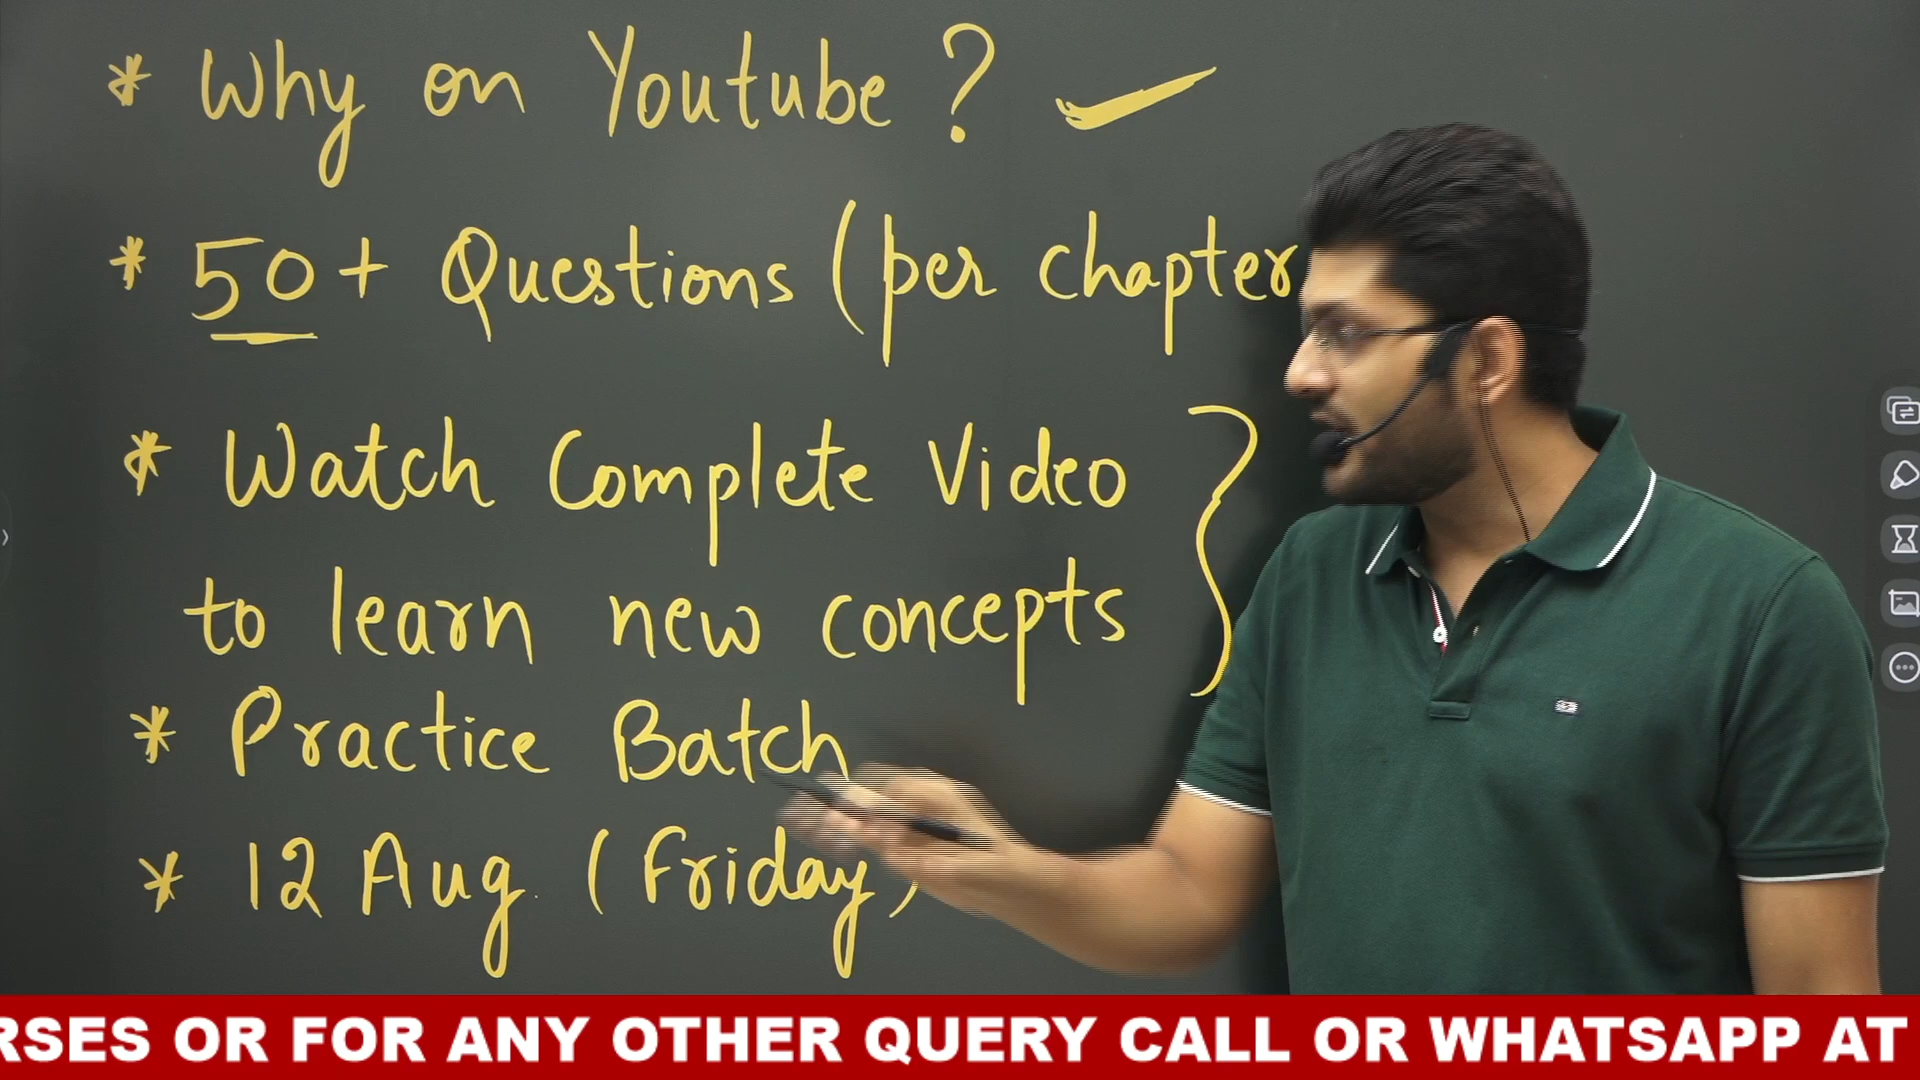 * Why on Youtube ?
* 50+ Questions (per chapter
* Watch Complete Video
to learn new concepts
* Practice Batch
* 12 Aug. (Friday)
RSES OR FOR ANY OTHER QUERY CALL OR WHATSAPP AT